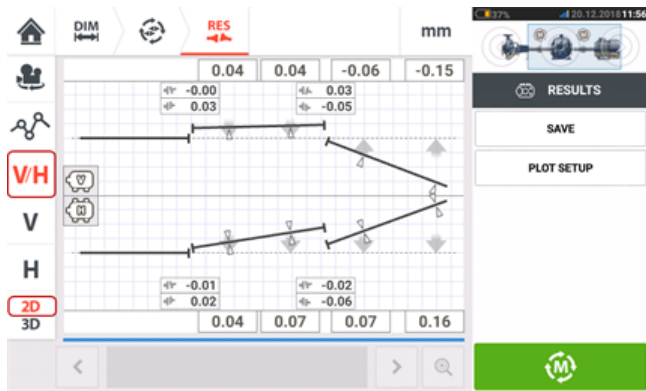 DIM
RES
mm
37%
20.12.2018 11:56
0.04 0.04 -0.06 -0.15
-0.00 0.03
0.03 -0.05
RESULTS
SAVE
PLOT SETUP
V/H
V
V
H
H
2D
3D
-0.01 -0.02
0.02 -0.06
0.04 0.07 0.07 0.16
M